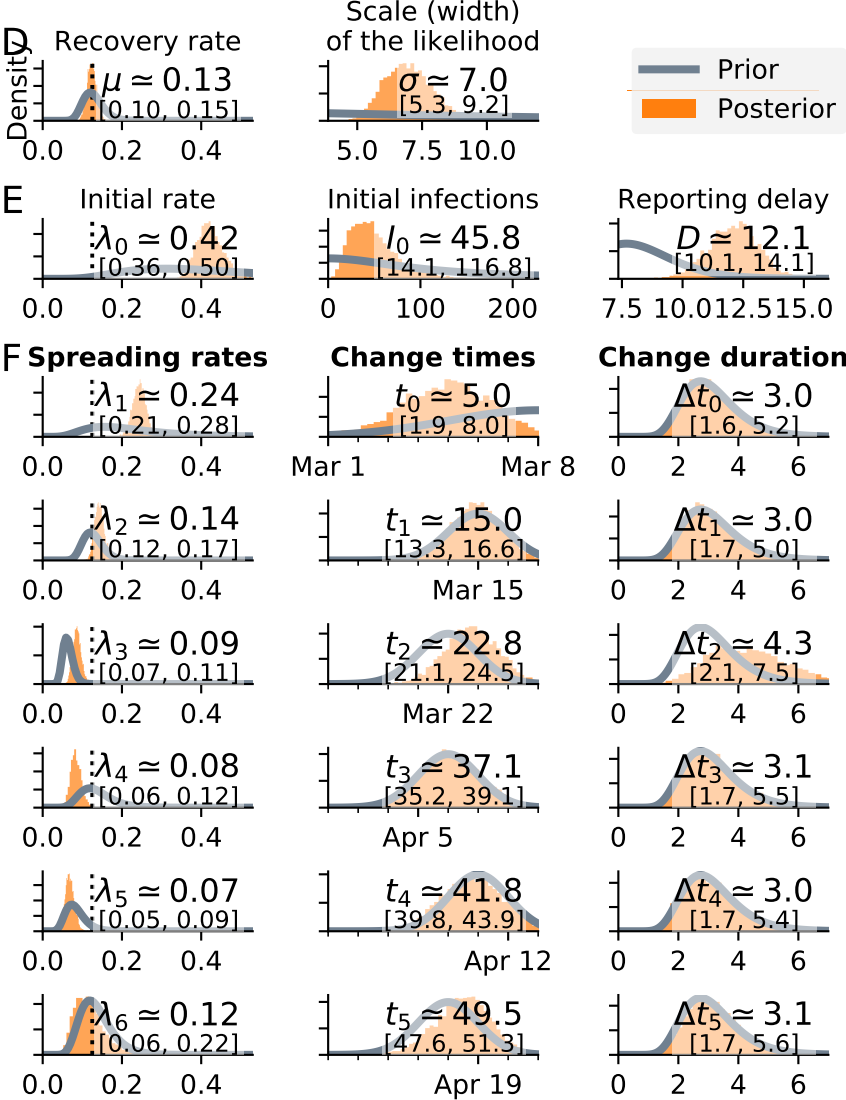 D
Density
Recovery rate
μ ≃ 0.13
[0.10, 0.15]
0.0 0.2 0.4
Scale (width)
of the likelihood
σ ≃ 7.0
[5.3, 9.2]
5.0 7.5 10.0
Prior
Posterior
E
Initial rate
λ0 ≃ 0.42
[0.36, 0.50]
0.0 0.2 0.4
Initial infections
I0 ≃ 45.8
[14.1, 116.8]
0 100 200
Reporting delay
D ≃ 12.1
[10.1, 14.1]
7.5 10.0 12.5 15.0
F
Spreading rates Change times Change duration
λ1 ≃ 0.24
[0.21, 0.28]
0.0 0.2 0.4
t0 ≃ 5.0
[1.9, 8.0]
Mar 1 Mar 8
Δt0 ≃ 3.0
[1.6, 5.2]
0 2 4 6
λ2 ≃ 0.14
[0.12, 0.17]
0.0 0.2 0.4
t1 ≃ 15.0
[13.3, 16.6]
Mar 15
Δt1 ≃ 3.0
[1.7, 5.0]
0 2 4 6
λ3 ≃ 0.09
[0.07, 0.11]
0.0 0.2 0.4
t2 ≃ 22.8
[21.1, 24.5]
Mar 22
Δt2 ≃ 4.3
[2.1, 7.5]
0 2 4 6
λ4 ≃ 0.08
[0.06, 0.12]
0.0 0.2 0.4
t3 ≃ 37.1
[35.2, 39.1]
Apr 5
Δt3 ≃ 3.1
[1.7, 5.5]
0 2 4 6
λ5 ≃ 0.07
[0.05, 0.09]
0.0 0.2 0.4
t4 ≃ 41.8
[39.8, 43.9]
Apr 12
Δt4 ≃ 3.0
[1.7, 5.4]
0 2 4 6
λ6 ≃ 0.12
[0.06, 0.22]
0.0 0.2 0.4
t5 ≃ 49.5
[47.6, 51.3]
Apr 19
Δt5 ≃ 3.1
[1.7, 5.6]
0 2 4 6